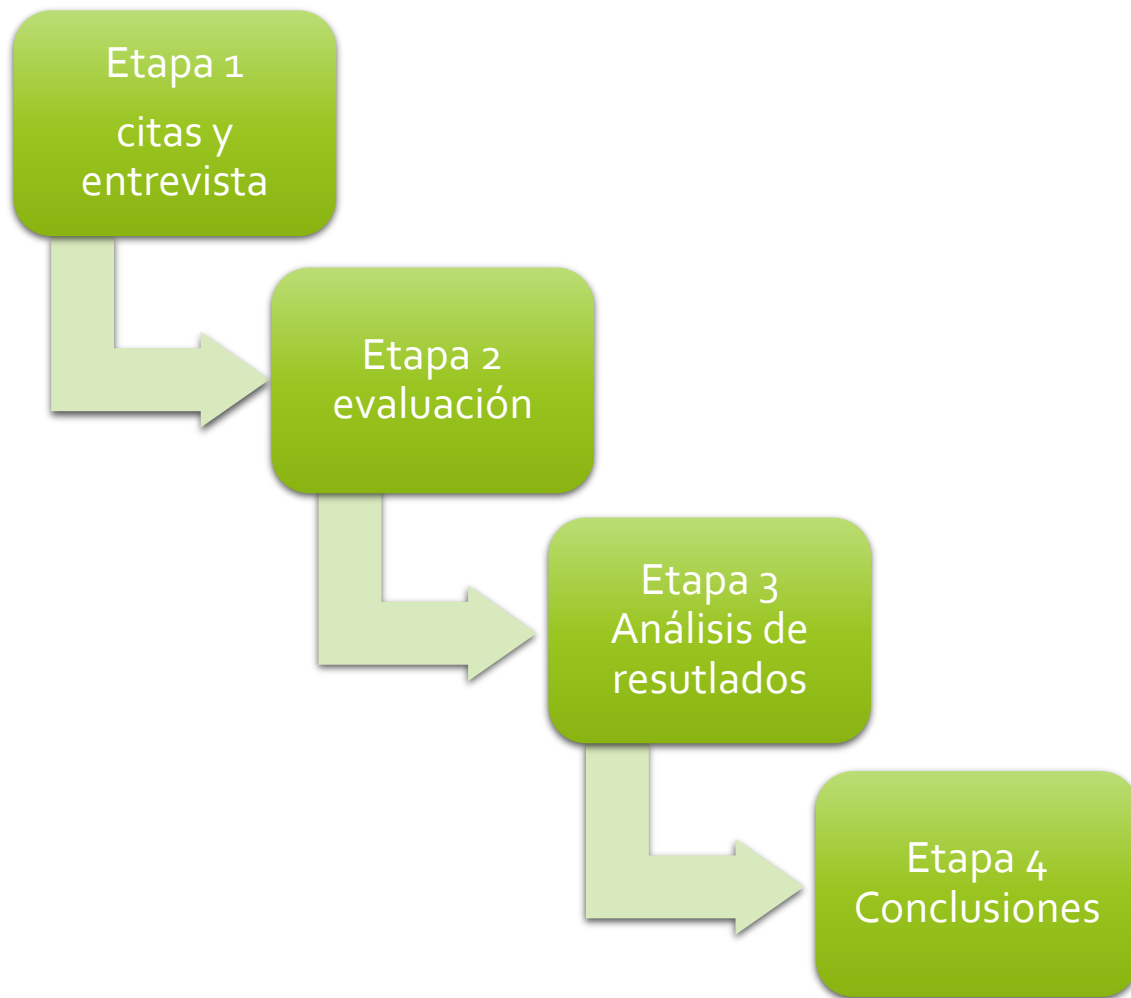 Etapa 1
citas y
entrevista
Etapa 2
evaluación
Etapa 3
Análisis de
resutlados
Etapa 4
Conclusiones